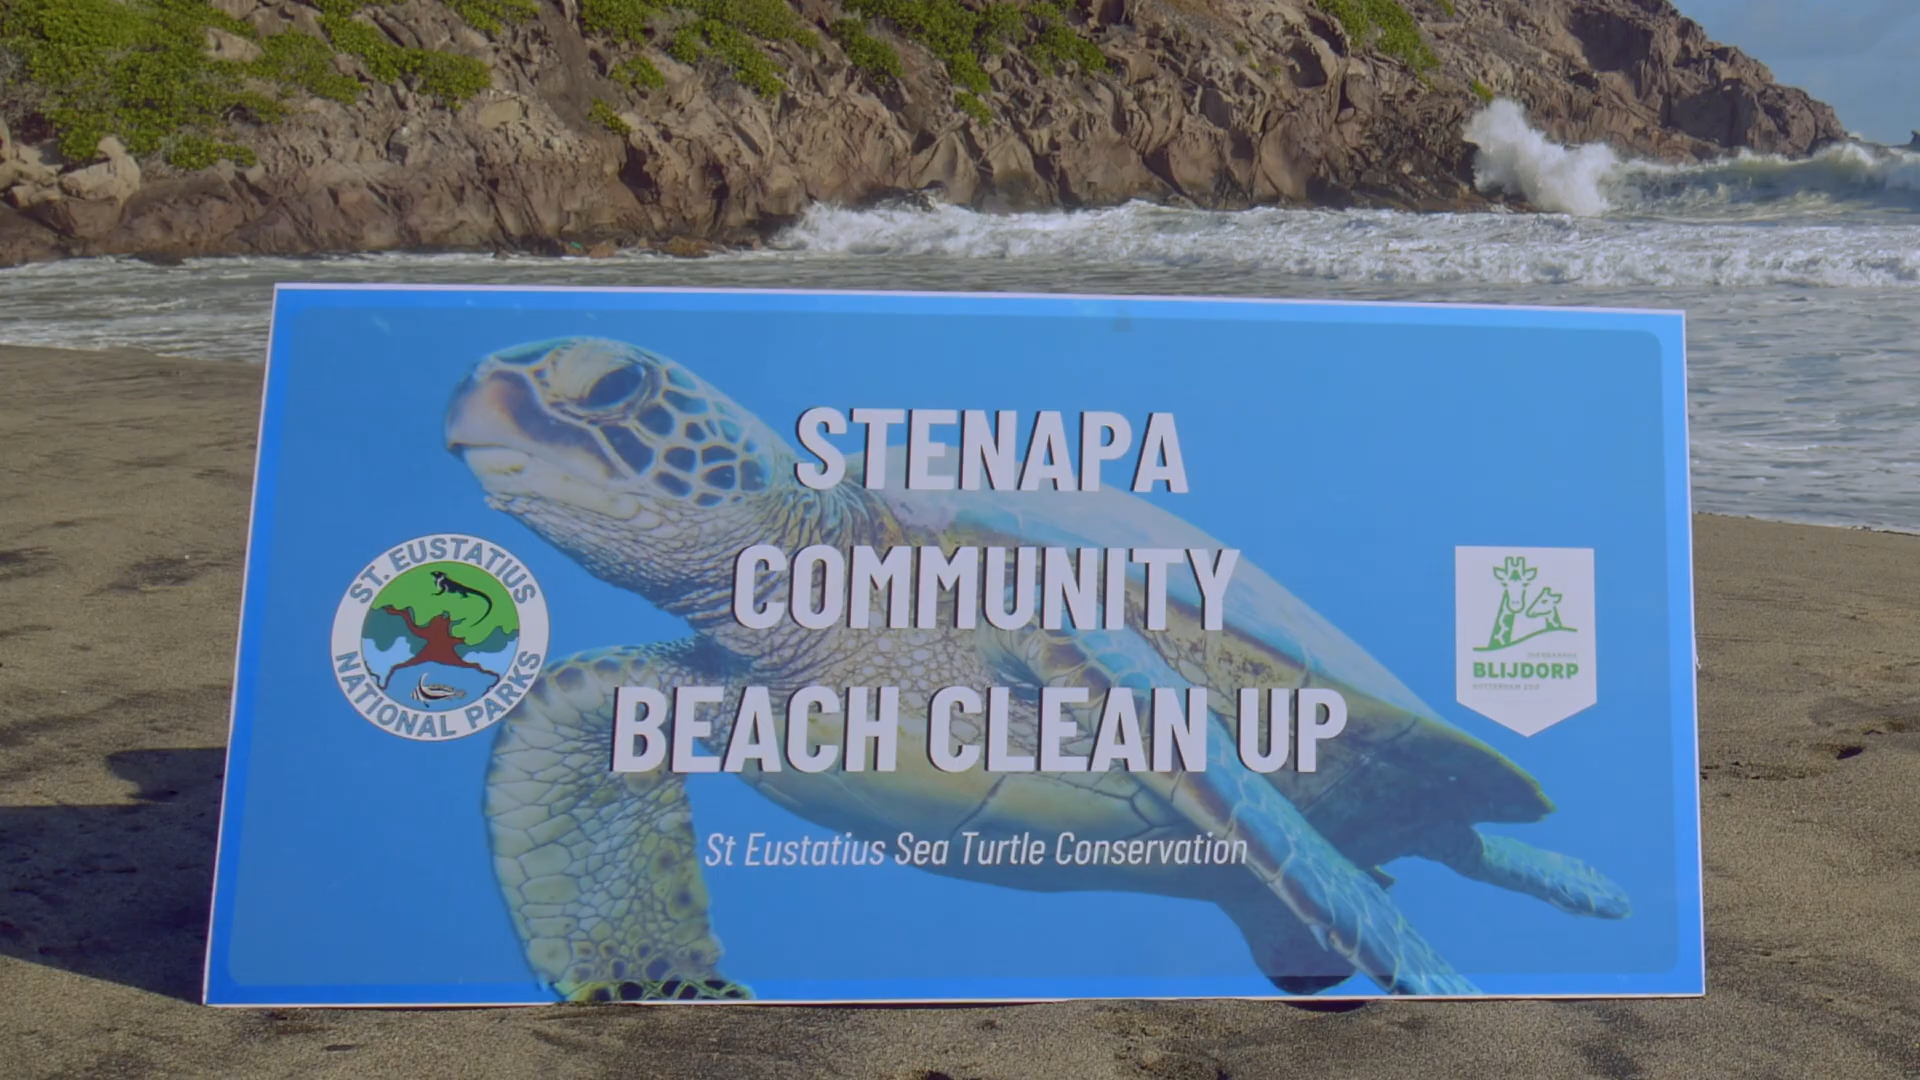 STENAPA
COMMUNITY
BEACH CLEAN UP
St Eustatius Sea Turtle Conservation
ST. EUSTATIUS
NATIONAL PARKS
BLIJDORP